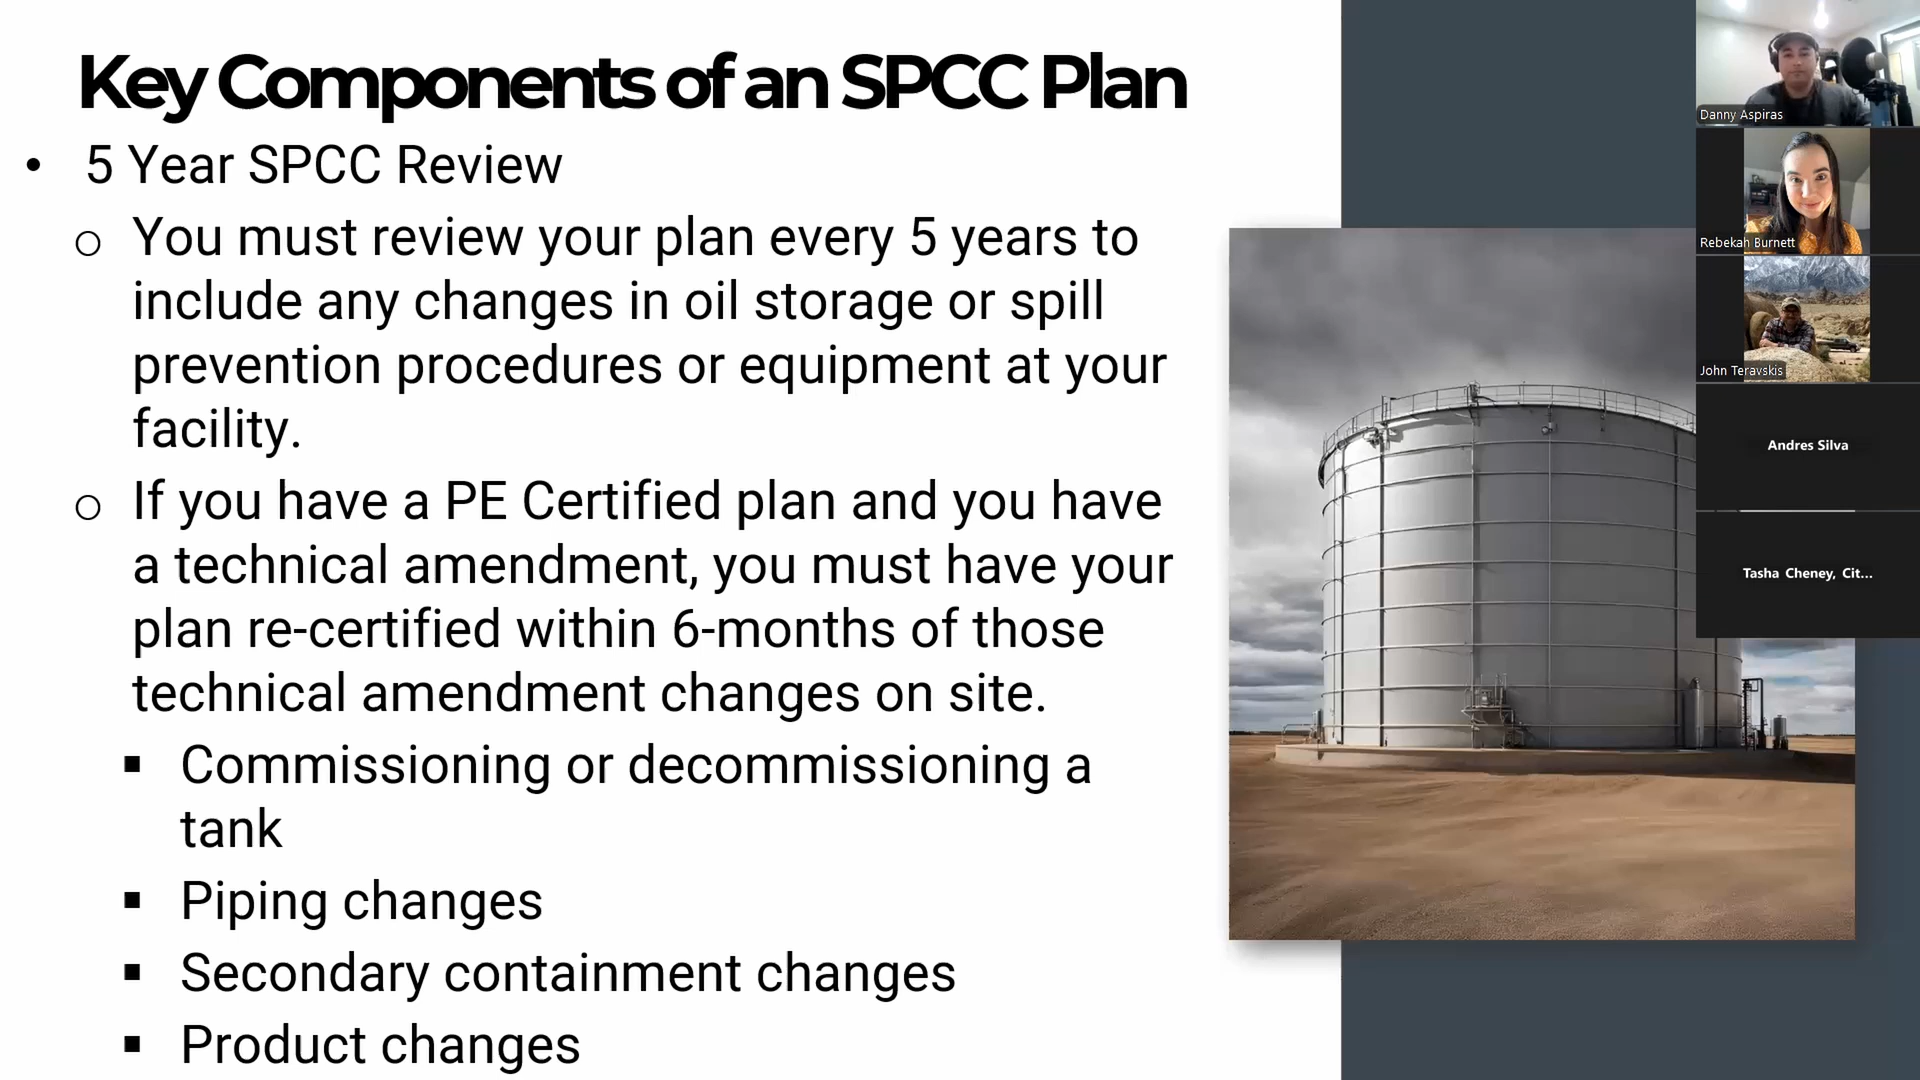 Key Components of an SPCC Plan
• 5 Year SPCC Review
o You must review your plan every 5 years to
include any changes in oil storage or spill
prevention procedures or equipment at your
facility.
o If you have a PE Certified plan and you have
a technical amendment, you must have your
plan re-certified within 6-months of those
technical amendment changes on site.
▪ Commissioning or decommissioning a
tank
▪ Piping changes
▪ Secondary containment changes
▪ Product changes
Danny Aspiras
Rebekah Burnett
John Teravskis
Andres Silva
Tasha Cheney, Cit...